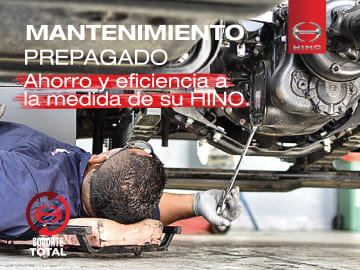 MANTENIMIENTO
PREPAGADO
Ahorro y eficiencia a
la medida de su HINO.
HINO
SOPORTE
TOTAL